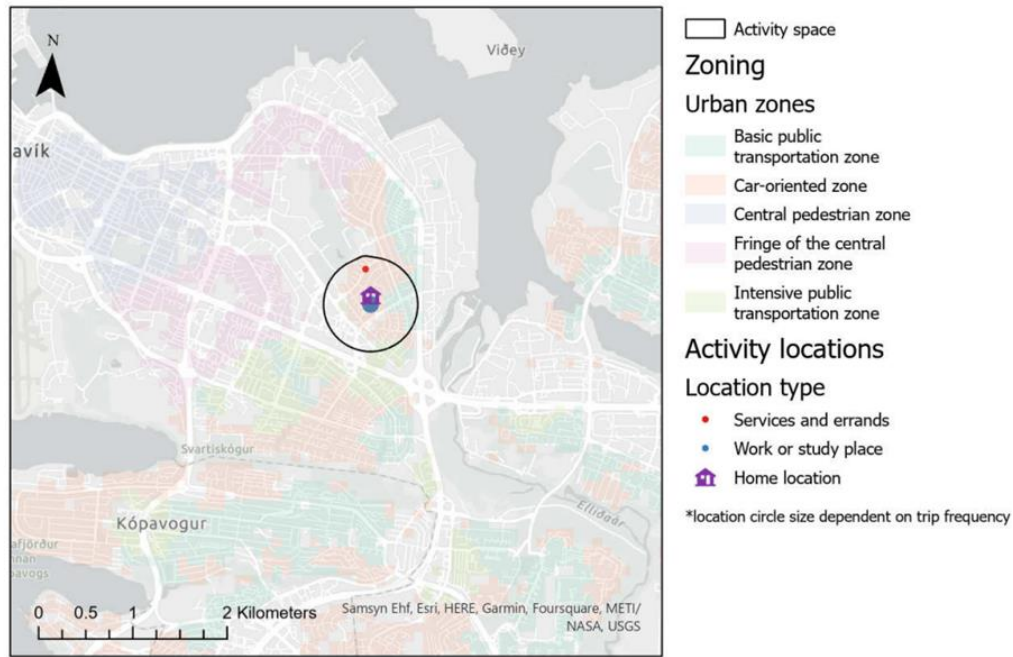 N
Viðey
avík
Svartiskógur
Kópavogur
afjörður
nnan
pavogs
Elliðaár
0 0.5 1 2 Kilometers
Samsyn Ehf, Esri, HERE, Garmin, Foursquare, METI/
NASA, USGS
Activity space
Zoning
Urban zones
Basic public
transportation zone
Car-oriented zone
Central pedestrian zone
Fringe of the central
pedestrian zone
Intensive public
transportation zone
Activity locations
Location type
Services and errands
Work or study place
Home location
*location circle size dependent on trip frequency